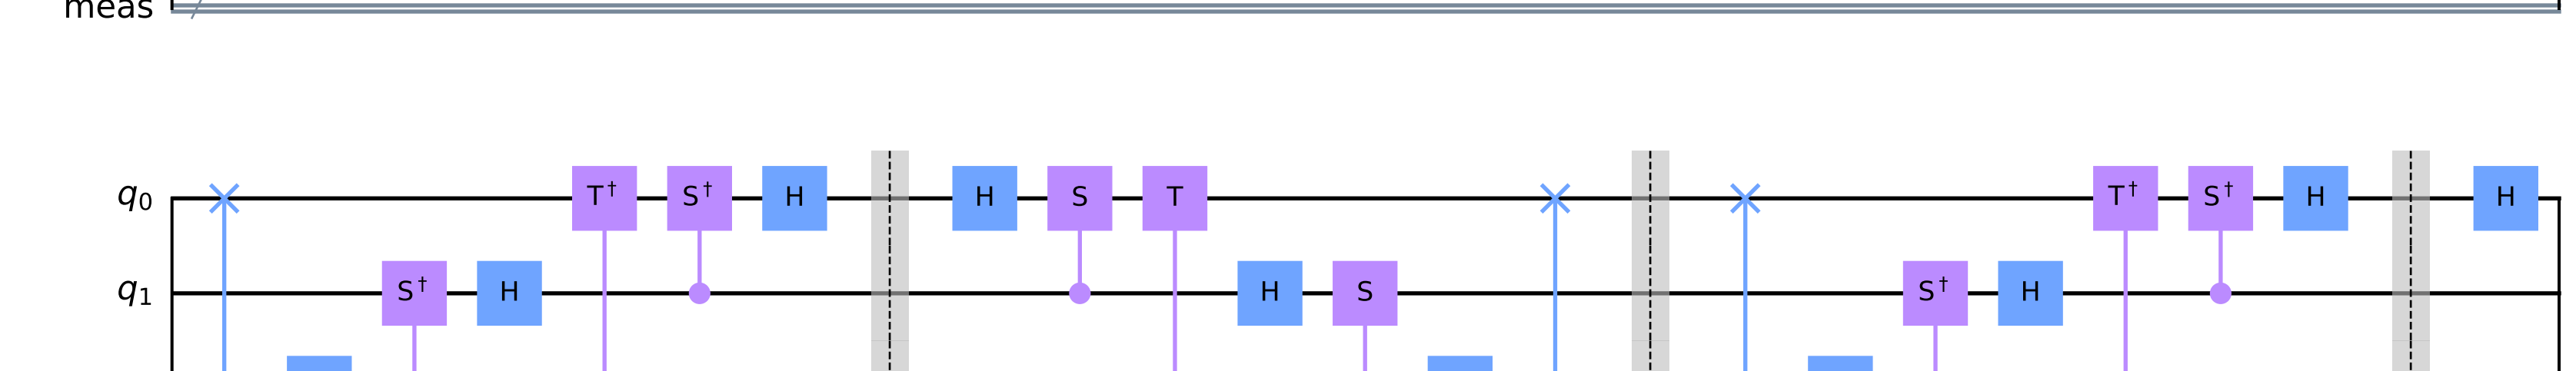 meas
q0 T† S† H H S T T† S† H H
q1 S† H H S S† H